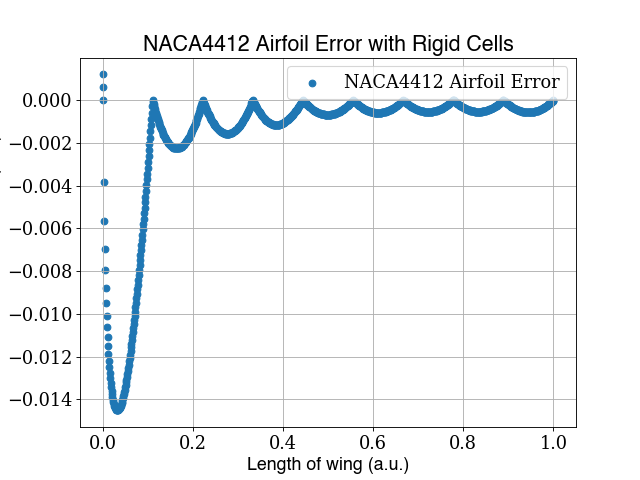 NACA4412 Airfoil Error with Rigid Cells
NACA4412 Airfoil Error
0.000
−0.002
−0.004
−0.006
−0.008
−0.010
−0.012
−0.014
0.0 0.2 0.4 0.6 0.8 1.0
Length of wing (a.u.)